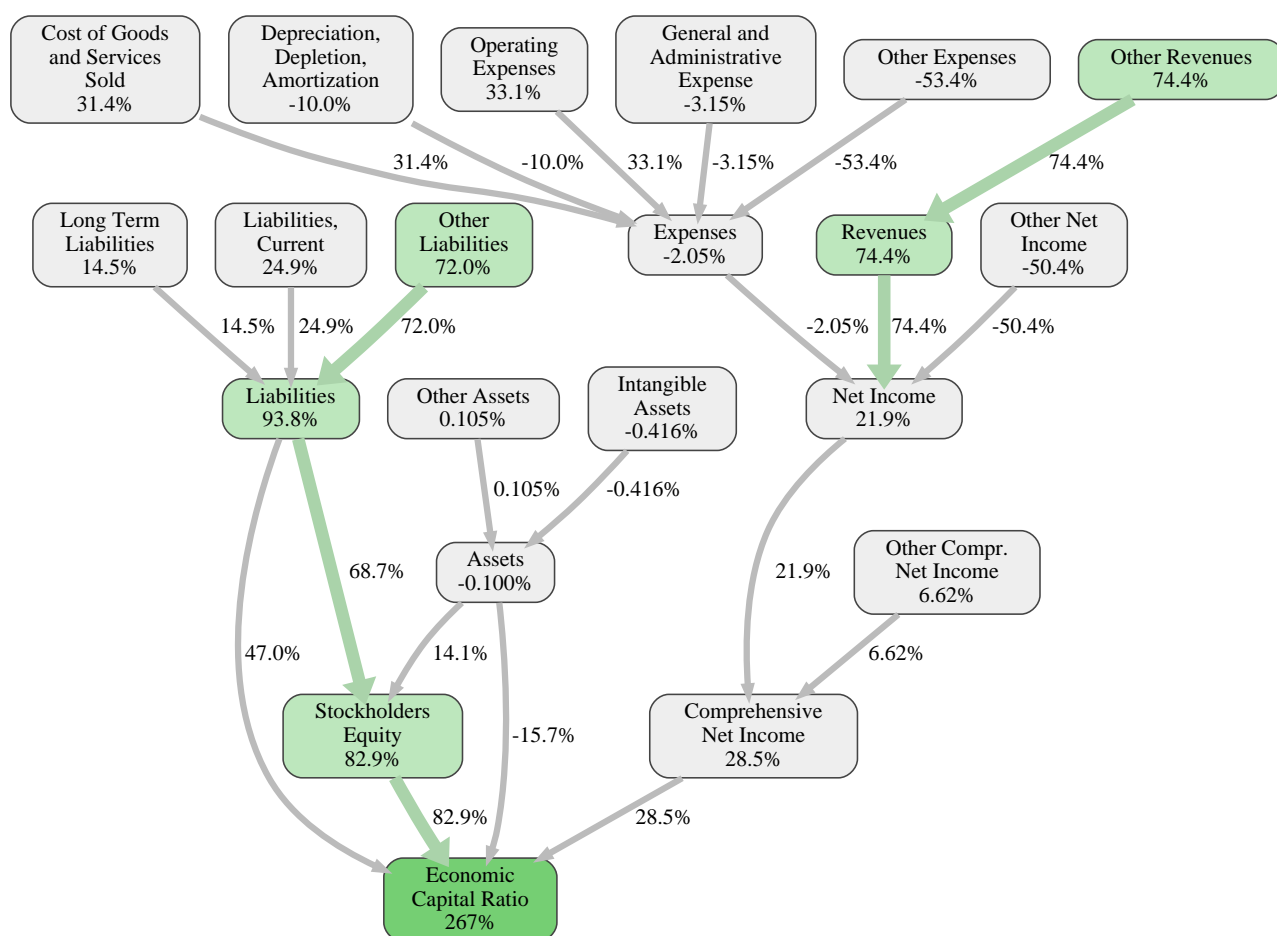 Cost of Goods
and Services
Sold
31.4%
Depreciation,
Depletion,
Amortization
-10.0%
Operating
Expenses
33.1%
General and
Administrative
Expense
-3.15%
Other Expenses
-53.4%
Other Revenues
74.4%
31.4%
-10.0%
33.1%
-3.15%
-53.4%
74.4%
Long Term
Liabilities
14.5%
Liabilities,
Current
24.9%
Other
Liabilities
72.0%
Expenses
-2.05%
Revenues
74.4%
Other Net
Income
-50.4%
14.5%
24.9%
72.0%
-2.05%
74.4%
-50.4%
Liabilities
93.8%
Other Assets
0.105%
Intangible
Assets
-0.416%
Net Income
21.9%
0.105%
-0.416%
Assets
-0.100%
Other Compr.
Net Income
6.62%
68.7%
21.9%
47.0%
14.1%
6.62%
Stockholders
Equity
82.9%
-15.7%
Comprehensive
Net Income
28.5%
82.9%
28.5%
Economic
Capital Ratio
267%